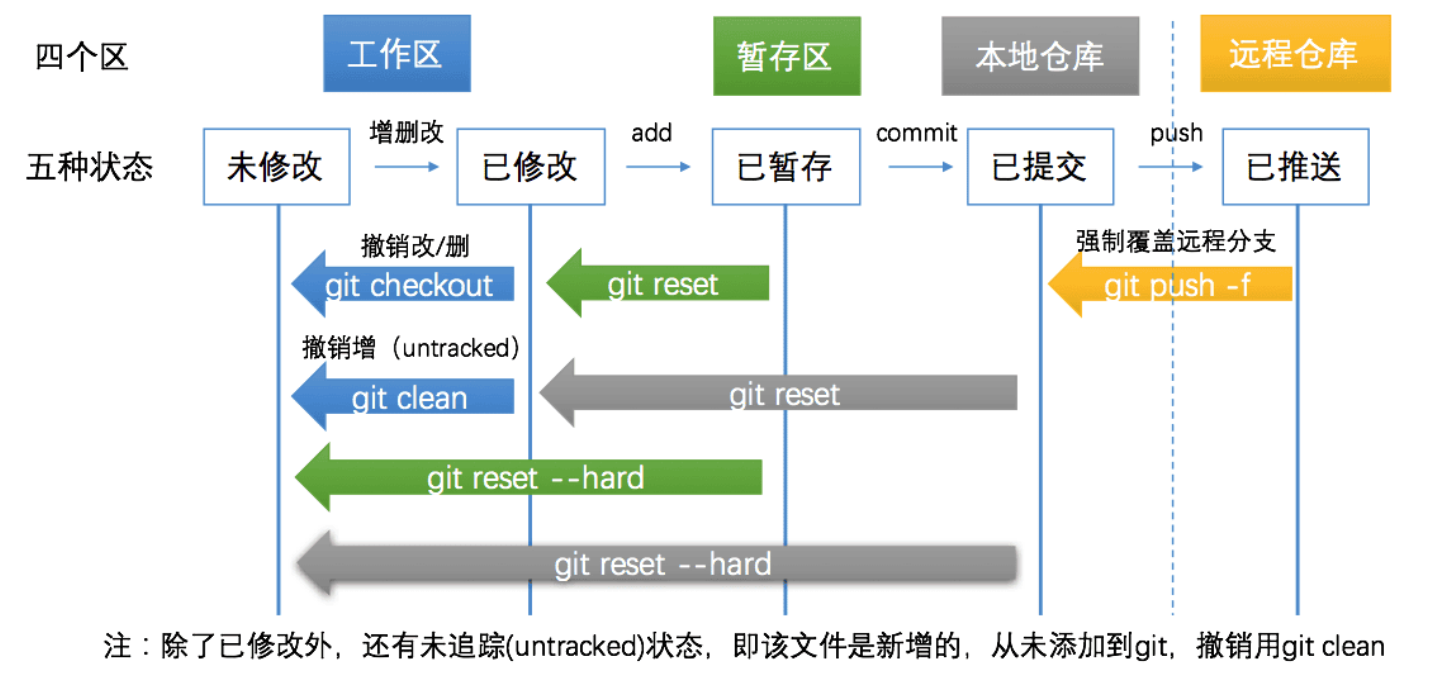 四个区
工作区
暂存区
本地仓库
远程仓库
五种状态
未修改
增删改
已修改
add
已暂存
commit
已提交
push
已推送
撤销改/删
git checkout
git reset
强制覆盖远程分支
git push -f
撤销增（untracked）
git clean
git reset
git reset --hard
git reset --hard
注：除了已修改外，还有未追踪(untracked)状态，即该文件是新增的，从未添加到git，撤销用git clean